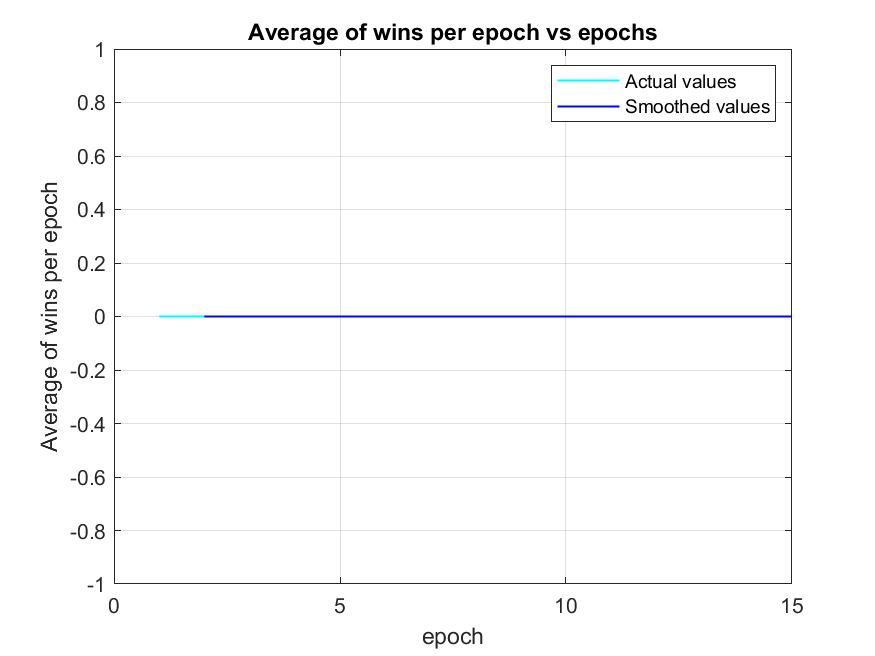 Average of wins per epoch vs epochs
Actual values
Smoothed values
Average of wins per epoch
1
0.8
0.6
0.4
0.2
0
-0.2
-0.4
-0.6
-0.8
-1
0 5 10 15
epoch